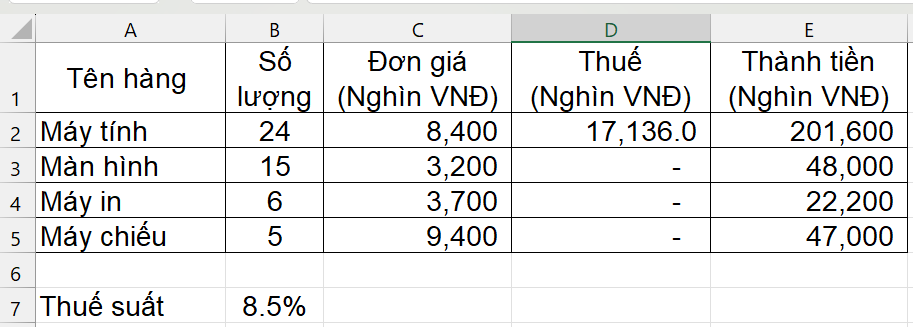 A B C D E
1 Tên hàng Số lượng Đơn giá (Nghìn VNĐ) Thuế (Nghìn VNĐ) Thành tiền (Nghìn VNĐ)
2 Máy tính 24 8,400 17,136.0 201,600
3 Màn hình 15 3,200 - 48,000
4 Máy in 6 3,700 - 22,200
5 Máy chiếu 5 9,400 - 47,000
6
7 Thuế suất 8.5%